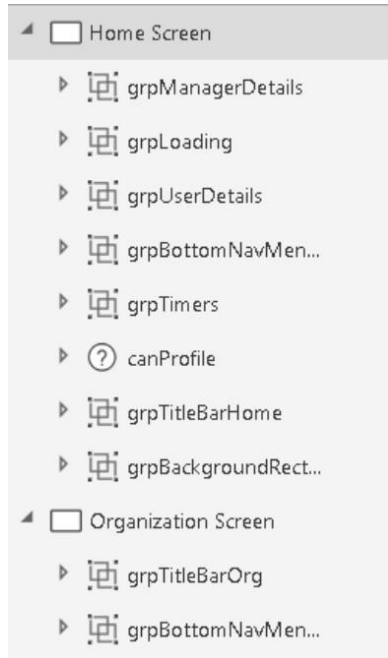 Home Screen
grpManagerDetails
grpLoading
grpUserDetails
grpBottomNavMen...
grpTimers
? canProfile
grpTitleBarHome
grpBackgroundRect...
Organization Screen
grpTitleBarOrg
grpBottomNavMen...